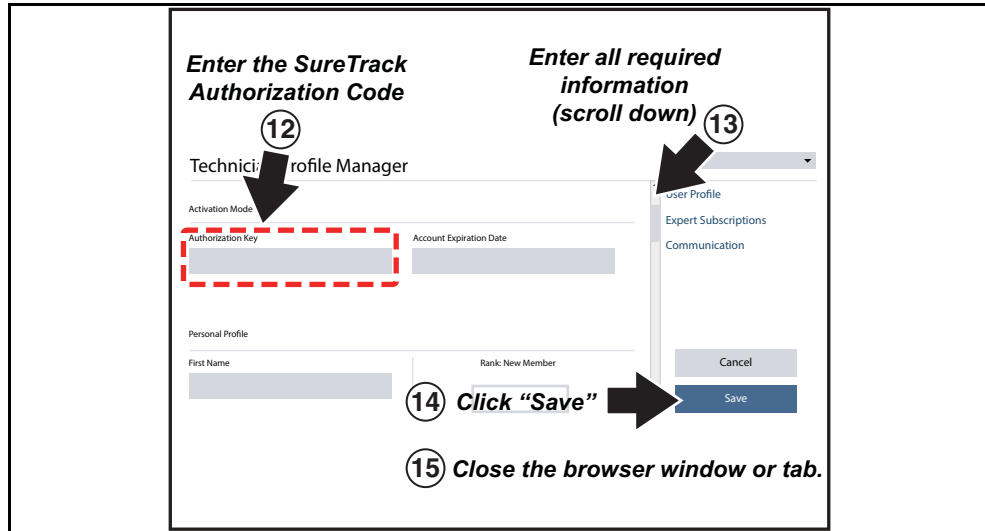 Enter the SureTrack
Authorization Code
12
Enter all required
information
(scroll down)
13
Technicia rofile Manager
User Profile
Expert Subscriptions
Communication
Activation Mode
Authorization Key
Account Expiration Date
Personal Profile
First Name
Rank: New Member
Cancel
Save
14 Click “Save”
15 Close the browser window or tab.